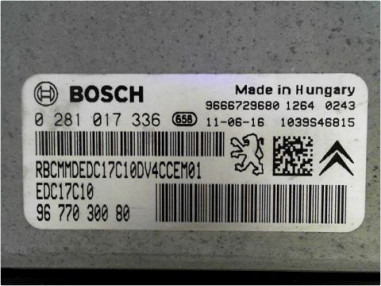 BOSCH
Made in Hungary
9666729680 1264 0243
0 281 017 336 658 11-06-16 1039S46815
RBCMMDEDC17C10DV4CCEM01
EDC17C10
96 770 300 80